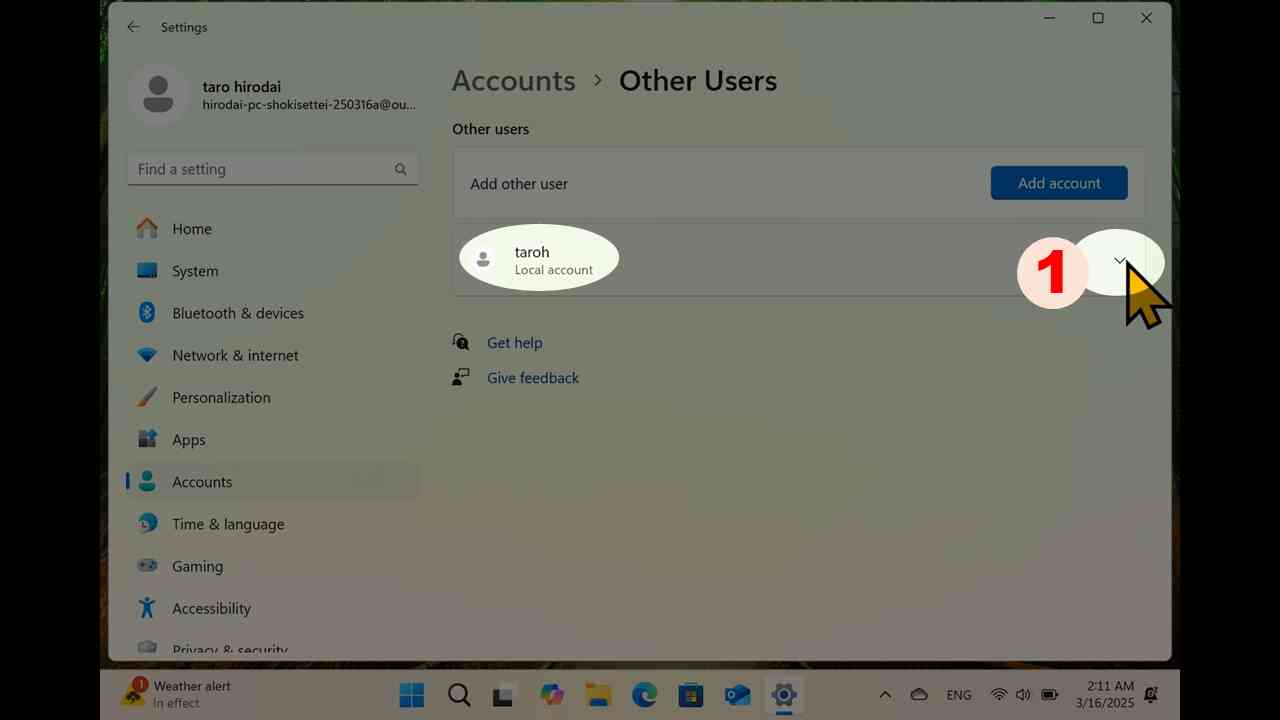 Settings
taro hirodai
hirodai-pc-shokisettei-250316a@ou...
Find a setting
Home
System
Bluetooth & devices
Network & internet
Personalization
Apps
Accounts
Time & language
Gaming
Accessibility
Privacy & security
Accounts > Other Users
Other users
Add other user
Add account
taroh
Local account
1
Get help
Give feedback
1
Weather alert
In effect
ENG
2:11 AM
3/16/2025